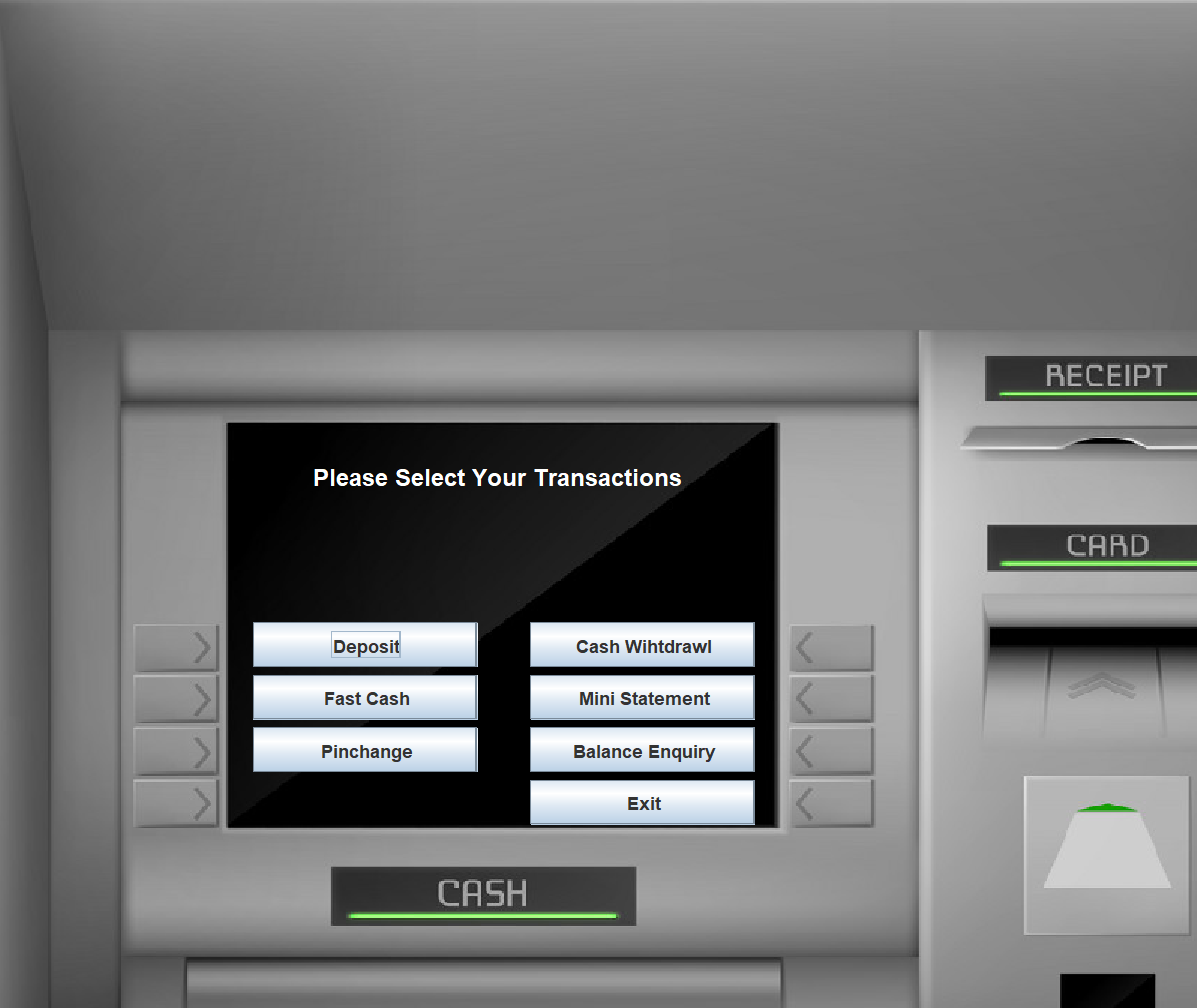 RECEIPT
Please Select Your Transactions
CARD
Deposit
Cash Wihtdrawl
Fast Cash
Mini Statement
Pinchange
Balance Enquiry
Exit
CASH